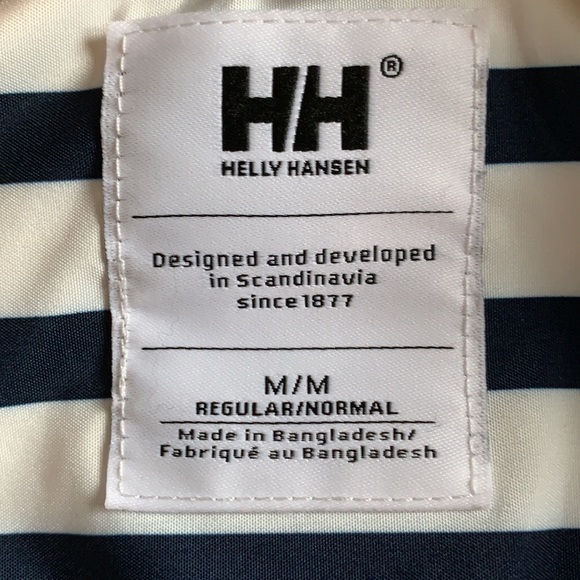 HH®
HELLY HANSEN
Designed and developed
in Scandinavia
since 1877
M/M
REGULAR/NORMAL
Made in Bangladesh/
Fabriqué au Bangladesh